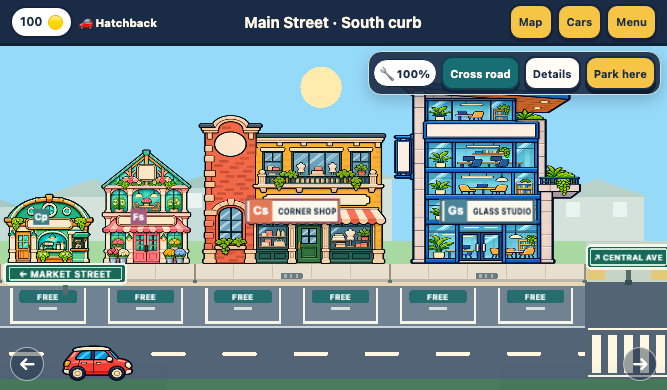 100
Hatchback
Main Street · South curb
Map
Cars
Menu
100%
Cross road
Details
Park here
Cp
Fs
Cs CORNER SHOP
Gs GLASS STUDIO
← MARKET STREET
↗ CENTRAL AVE
FREE
FREE
FREE
FREE
FREE
FREE
← →